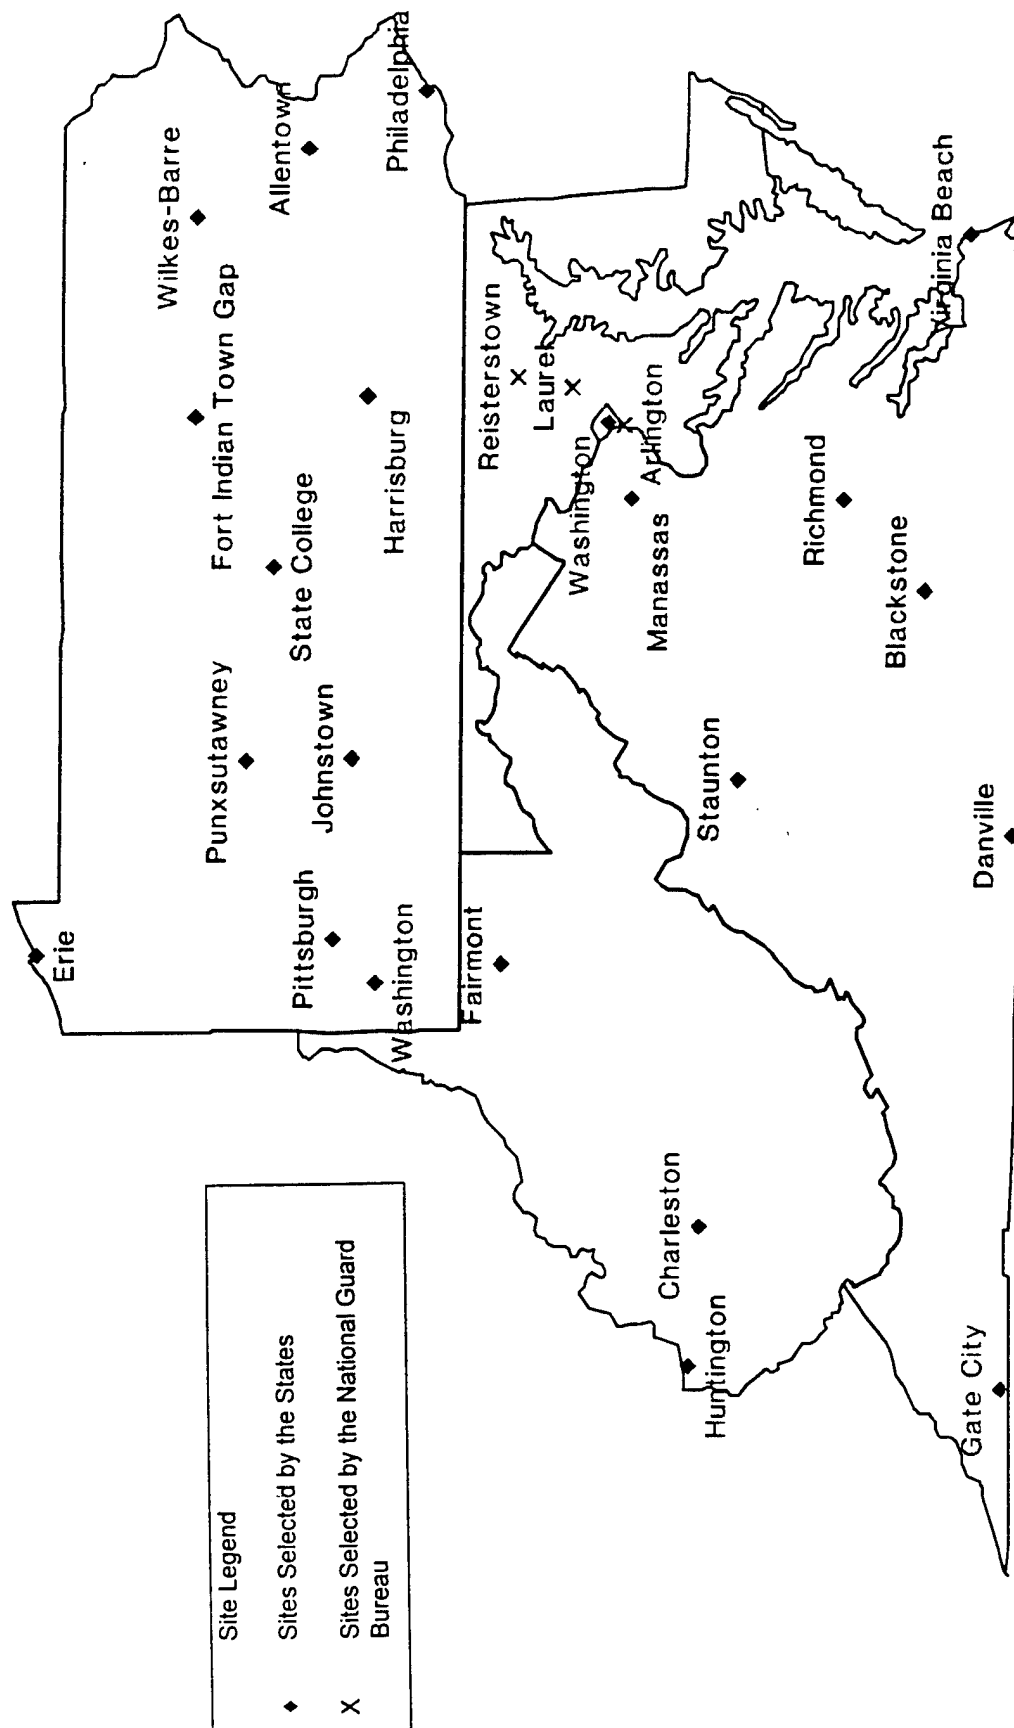 Erie
Wilkes-Barre
Fort Indian Town Gap
Allentown
Punxsutawney
State College
Pittsburgh
Johnstown
Harrisburg
Philadelphia
Washington
Fairmont
Reisterstown
Laurel
Washington
Arlington
Manassas
Charleston
Staunton
Huntington
Richmond
Blackstone
Virginia Beach
Gate City
Danville
Site Legend
Sites Selected by the States
X Sites Selected by the National Guard
Bureau